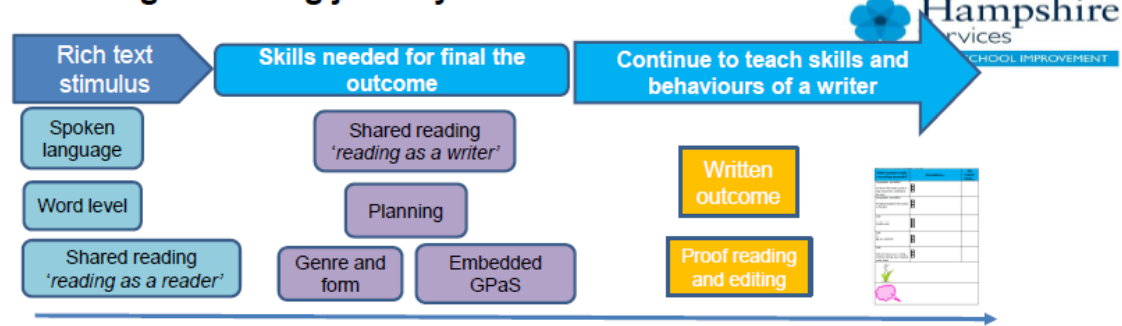 Hampshire
Services
SCHOOL IMPROVEMENT
Rich text
stimulus
Skills needed for final the
outcome
Continue to teach skills and
behaviours of a writer
Spoken
language
Word level
Shared reading
'reading as a reader'
Shared reading
'reading as a writer'
Planning
Genre and
form
Embedded
GPaS
Written
outcome
Proof reading
and editing